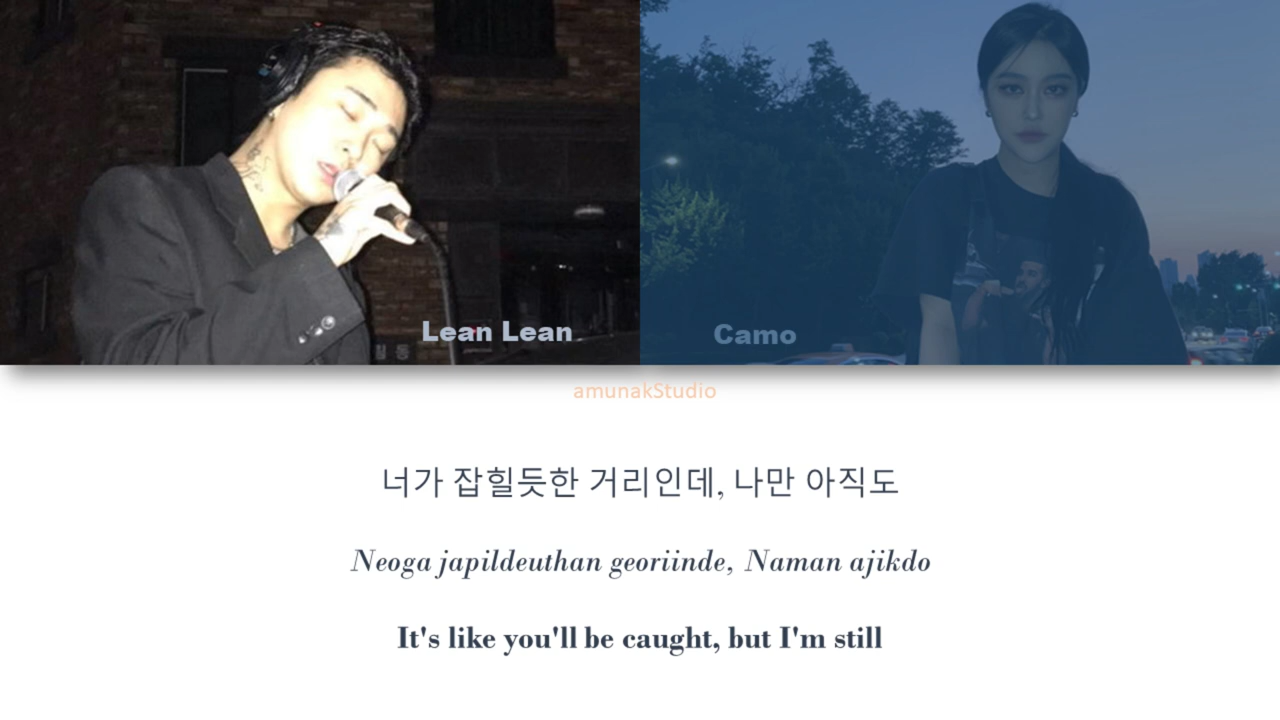 Lean Lean
Camo
amunakStudio
너가 잡힐듯한 거리인데, 나만 아직도
Neoga japildeuthan georiinde, Naman ajikdo
It's like you'll be caught, but I'm still